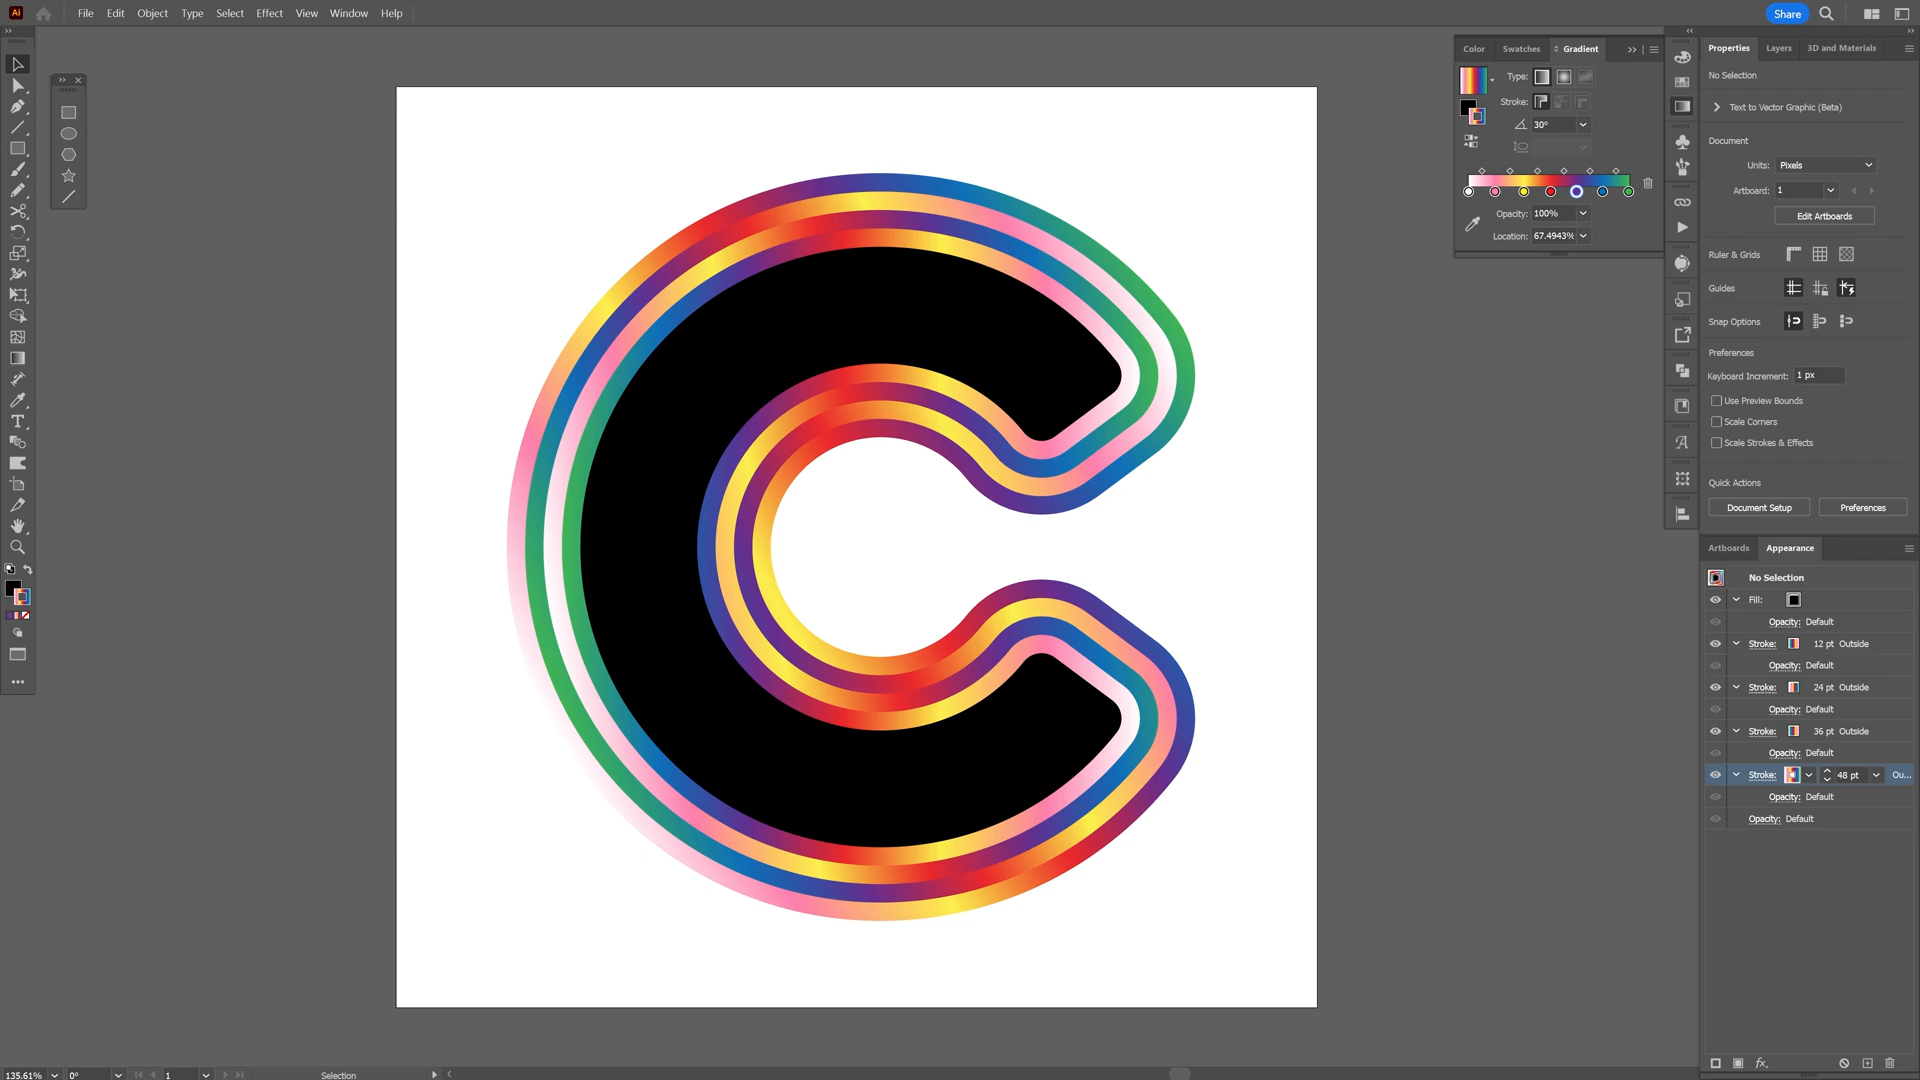 Ai File Edit Object Type Select Effect View Window Help Share
Color Swatches Gradient
Type:
Stroke:
30°
Opacity: 100%
Location: 67.4943%
Properties Layers 3D and Materials
No Selection
Text to Vector Graphic (Beta)
Document
Units: Pixels
Artboard: 1
Edit Artboards
Ruler & Grids
Guides
Snap Options
Preferences
Keyboard Increment: 1 px
Use Preview Bounds
Scale Corners
Scale Strokes & Effects
Quick Actions
Document Setup Preferences
Artboards Appearance
No Selection
Fill:
Opacity: Default
Stroke: 12 pt Outside
Opacity: Default
Stroke: 24 pt Outside
Opacity: Default
Stroke: 36 pt Outside
Opacity: Default
Stroke: 48 pt Ou...
Opacity: Default
Opacity: Default
fx
C
135.61% 0° 1 Selection